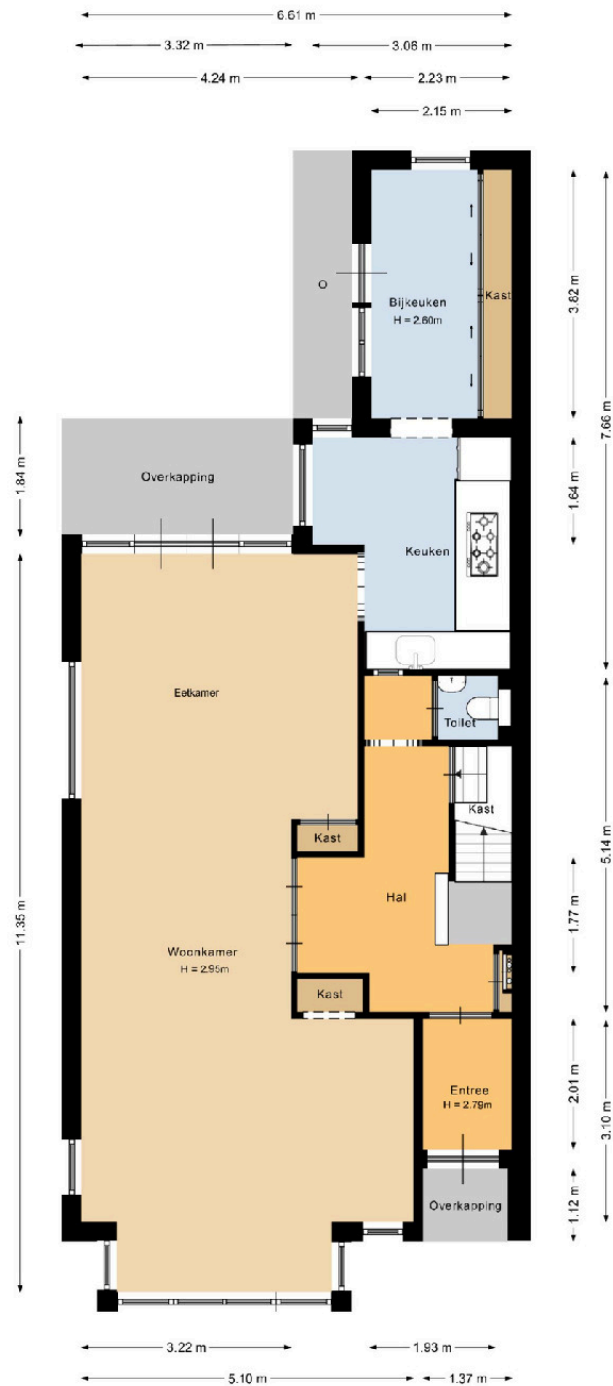 6.61 m
3.32 m
3.06 m
4.24 m
2.23 m
2.15 m
Bijkeuken
H = 2.60m
Kast
3.82 m
7.66 m
1.84 m
Overkapping
Keuken
1.64 m
Eetkamer
Toilet
Kast
Kast
5.14 m
11.35 m
Hal
1.77 m
Woonkamer
H = 2.95m
Kast
Entree
H = 2.79m
2.01 m
3.10 m
Overkapping
1.12 m
3.22 m
1.93 m
5.10 m
1.37 m